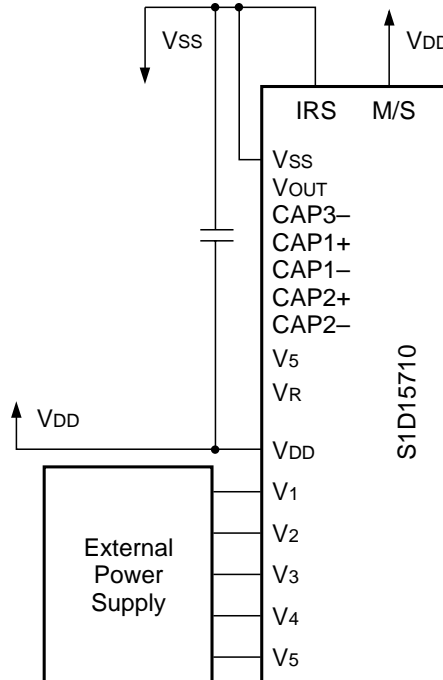 VSS
VDD
IRS
M/S
VSS
VOUT
CAP3–
CAP1+
CAP1–
CAP2+
CAP2–
V5
VR
S1D15710
VDD
VDD
V1
V2
V3
V4
V5
External
Power
Supply